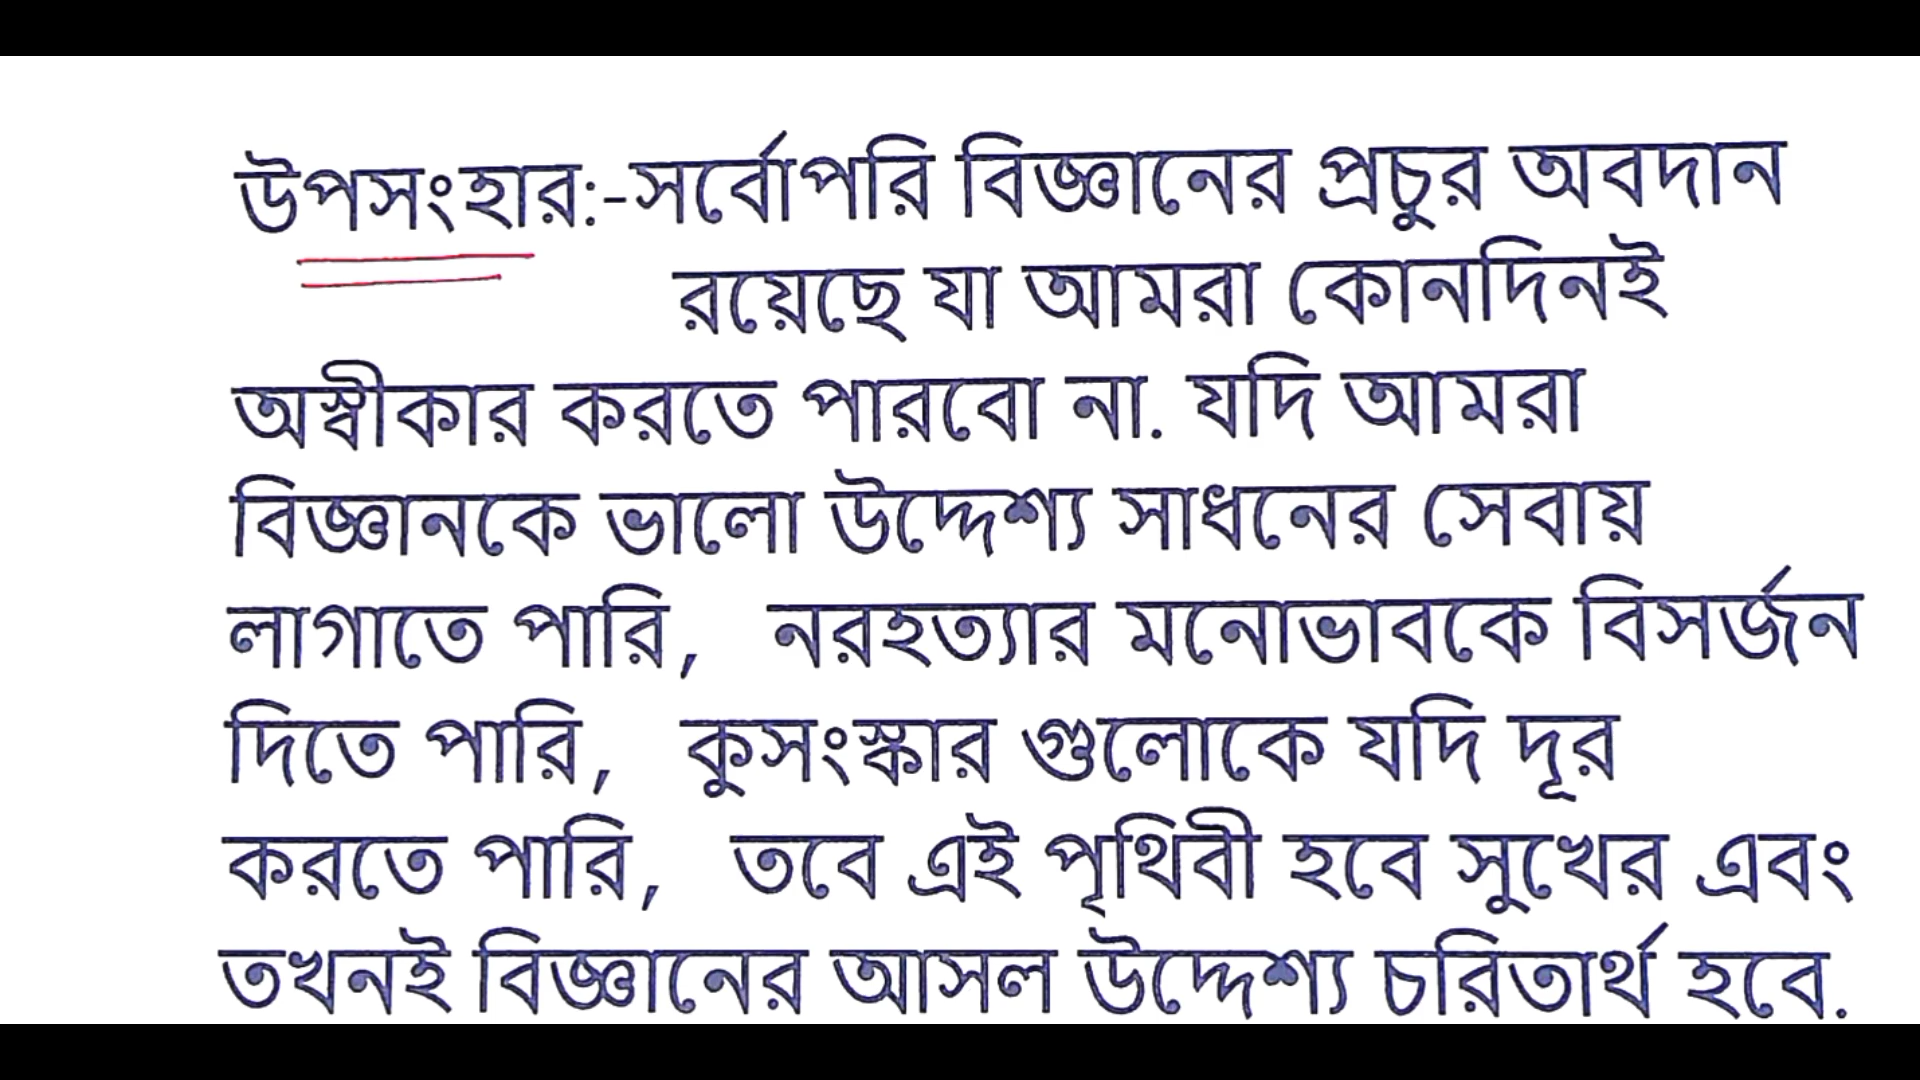 উপসংহার:-সর্বোপরি বিজ্ঞানের প্রচুর অবদান
রয়েছে যা আমরা কোনদিনই
অস্বীকার করতে পারবো না. যদি আমরা
বিজ্ঞানকে ভালো উদ্দেশ্য সাধনের সেবায়
লাগাতে পারি, নরহত্যার মনোভাবকে বিসর্জন
দিতে পারি, কুসংস্কার গুলোকে যদি দূর
করতে পারি, তবে এই পৃথিবী হবে সুখের এবং
তখনই বিজ্ঞানের আসল উদ্দেশ্য চরিতার্থ হবে.